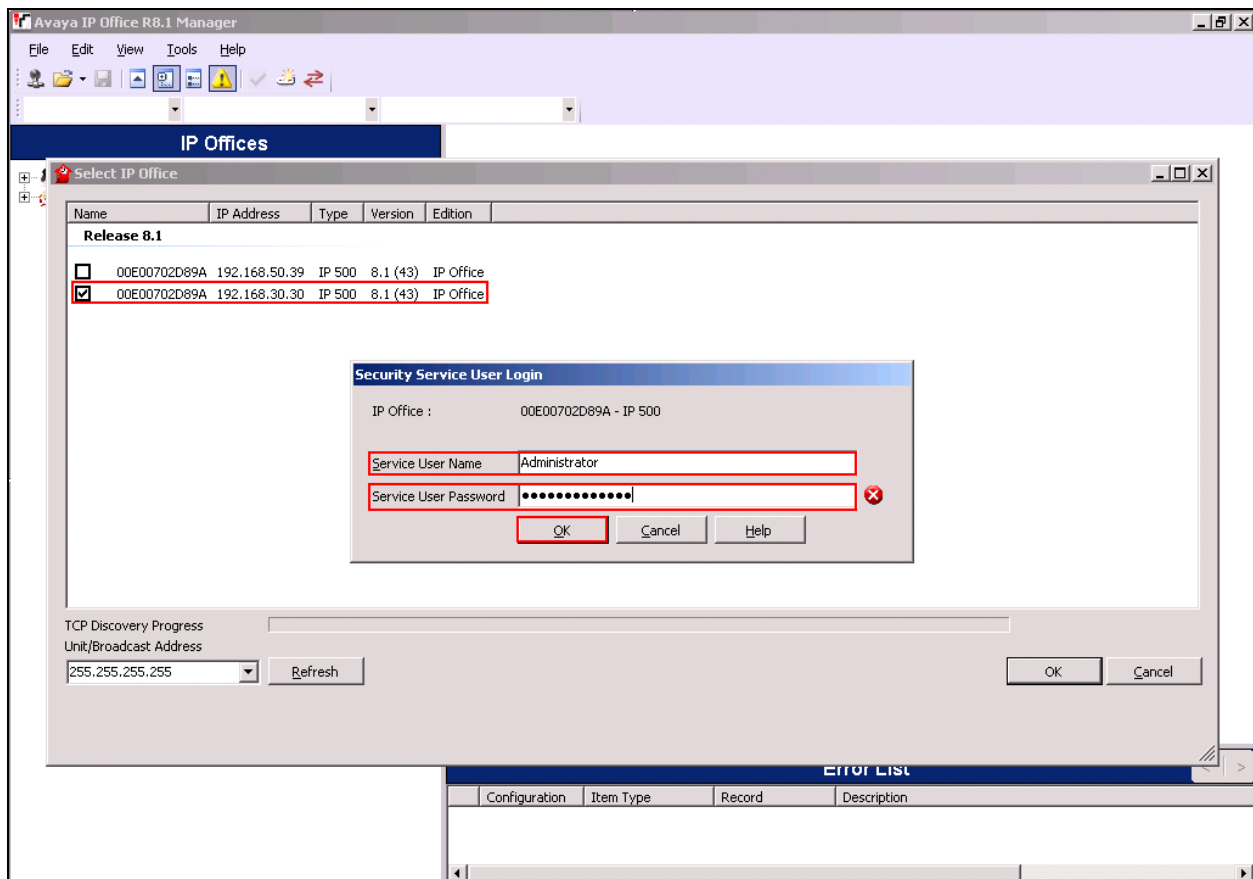 Avaya IP Office R8.1 Manager
File Edit View Tools Help
IP Offices
Select IP Office
Name IP Address Type Version Edition
Release 8.1
00E00702D89A 192.168.50.39 IP 500 8.1 (43) IP Office
00E00702D89A 192.168.30.30 IP 500 8.1 (43) IP Office
Security Service User Login
IP Office : 00E00702D89A - IP 500
Service User Name Administrator
Service User Password •••••••••••••
OK Cancel Help
TCP Discovery Progress
Unit/Broadcast Address
255.255.255.255 Refresh OK Cancel
Error List
Configuration Item Type Record Description